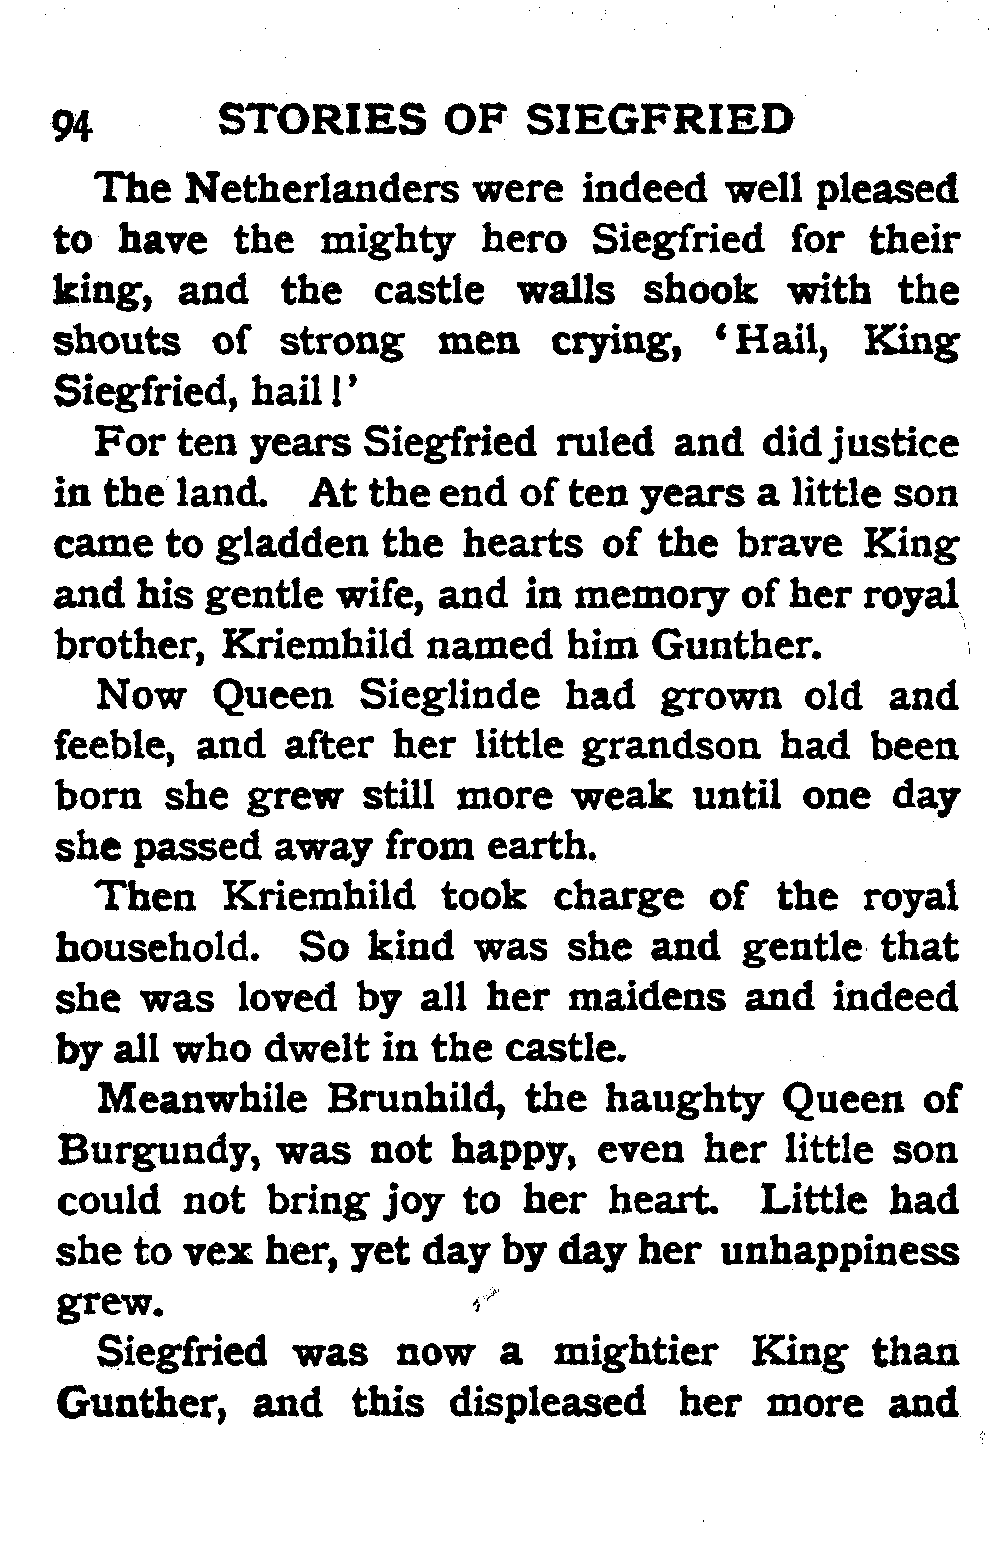 94 STORIES OF SIEGFRIED
The Netherlanders were indeed well pleased
to have the mighty hero Siegfried for their
king, and the castle walls shook with the
shouts of strong men crying, ‘Hail, King
Siegfried, hail!’
For ten years Siegfried ruled and did justice
in the land. At the end of ten years a little son
came to gladden the hearts of the brave King
and his gentle wife, and in memory of her royal
brother, Kriemhild named him Gunther.
Now Queen Sieglinde had grown old and
feeble, and after her little grandson had been
born she grew still more weak until one day
she passed away from earth.
Then Kriemhild took charge of the royal
household. So kind was she and gentle that
she was loved by all her maidens and indeed
by all who dwelt in the castle.
Meanwhile Brunhild, the haughty Queen of
Burgundy, was not happy, even her little son
could not bring joy to her heart. Little had
she to vex her, yet day by day her unhappiness
grew.
Siegfried was now a mightier King than
Gunther, and this displeased her more and